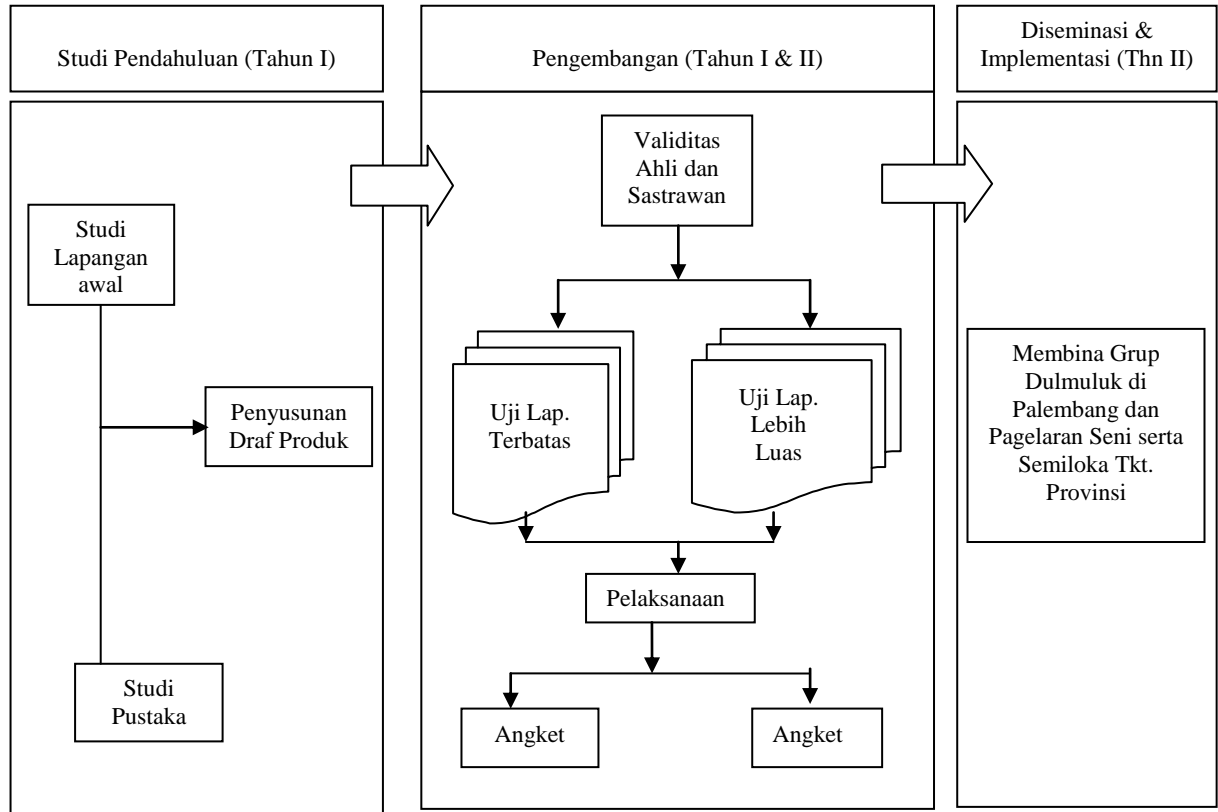 Studi Pendahuluan (Tahun I)
Pengembangan (Tahun I & II)
Diseminasi &
Implementasi (Thn II)
Studi
Lapangan
awal
Penyusunan
Draf Produk
Studi
Pustaka
Validitas
Ahli dan
Sastrawan
Uji Lap.
Terbatas
Uji Lap.
Lebih
Luas
Pelaksanaan
Angket
Angket
Membina Grup
Dulmuluk di
Palembang dan
Pagelaran Seni serta
Semiloka Tkt.
Provinsi